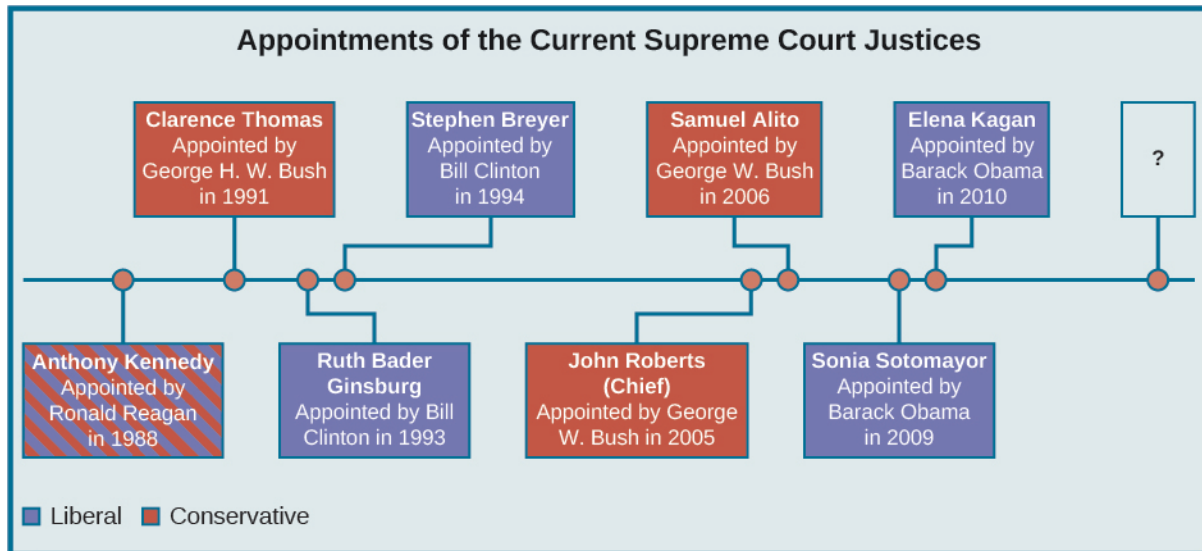 Appointments of the Current Supreme Court Justices
Clarence Thomas
Appointed by
George H. W. Bush
in 1991
Stephen Breyer
Appointed by
Bill Clinton
in 1994
Samuel Alito
Appointed by
George W. Bush
in 2006
Elena Kagan
Appointed by
Barack Obama
in 2010
?
Anthony Kennedy
Appointed by
Ronald Reagan
in 1988
Ruth Bader
Ginsburg
Appointed by Bill
Clinton in 1993
John Roberts
(Chief)
Appointed by George
W. Bush in 2005
Sonia Sotomayor
Appointed by
Barack Obama
in 2009
Liberal
Conservative